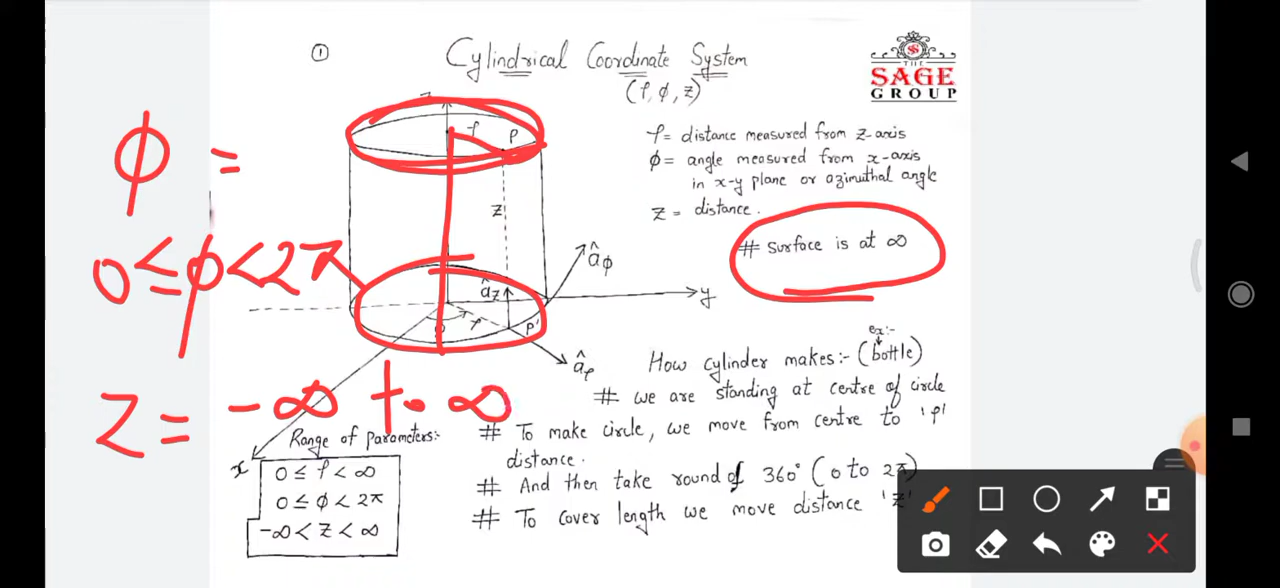 ①
Cylindrical Coordinate System
(ρ, ϕ, z)
THE
SAGE
GROUP
ϕ =
0 ≤ ϕ < 2π
z = -∞ to ∞
ρ
P
z
âϕ
âz
y
ϕ
ρ
P'
âρ
x
ρ = distance measured from z-axis
ϕ = angle measured from x-axis
in x-y plane or azimuthal angle
z = distance.
# Surface is at ∞
ex:-
How cylinder makes:- (bottle)
# we are standing at centre of circle
# To make circle, we move from centre to 'ρ'
distance.
# And then take round of 360° (0 to 2π)
# To cover length we move distance 'z'
Range of parameters:-
0 ≤ ρ < ∞
0 ≤ ϕ < 2π
-∞ < z < ∞